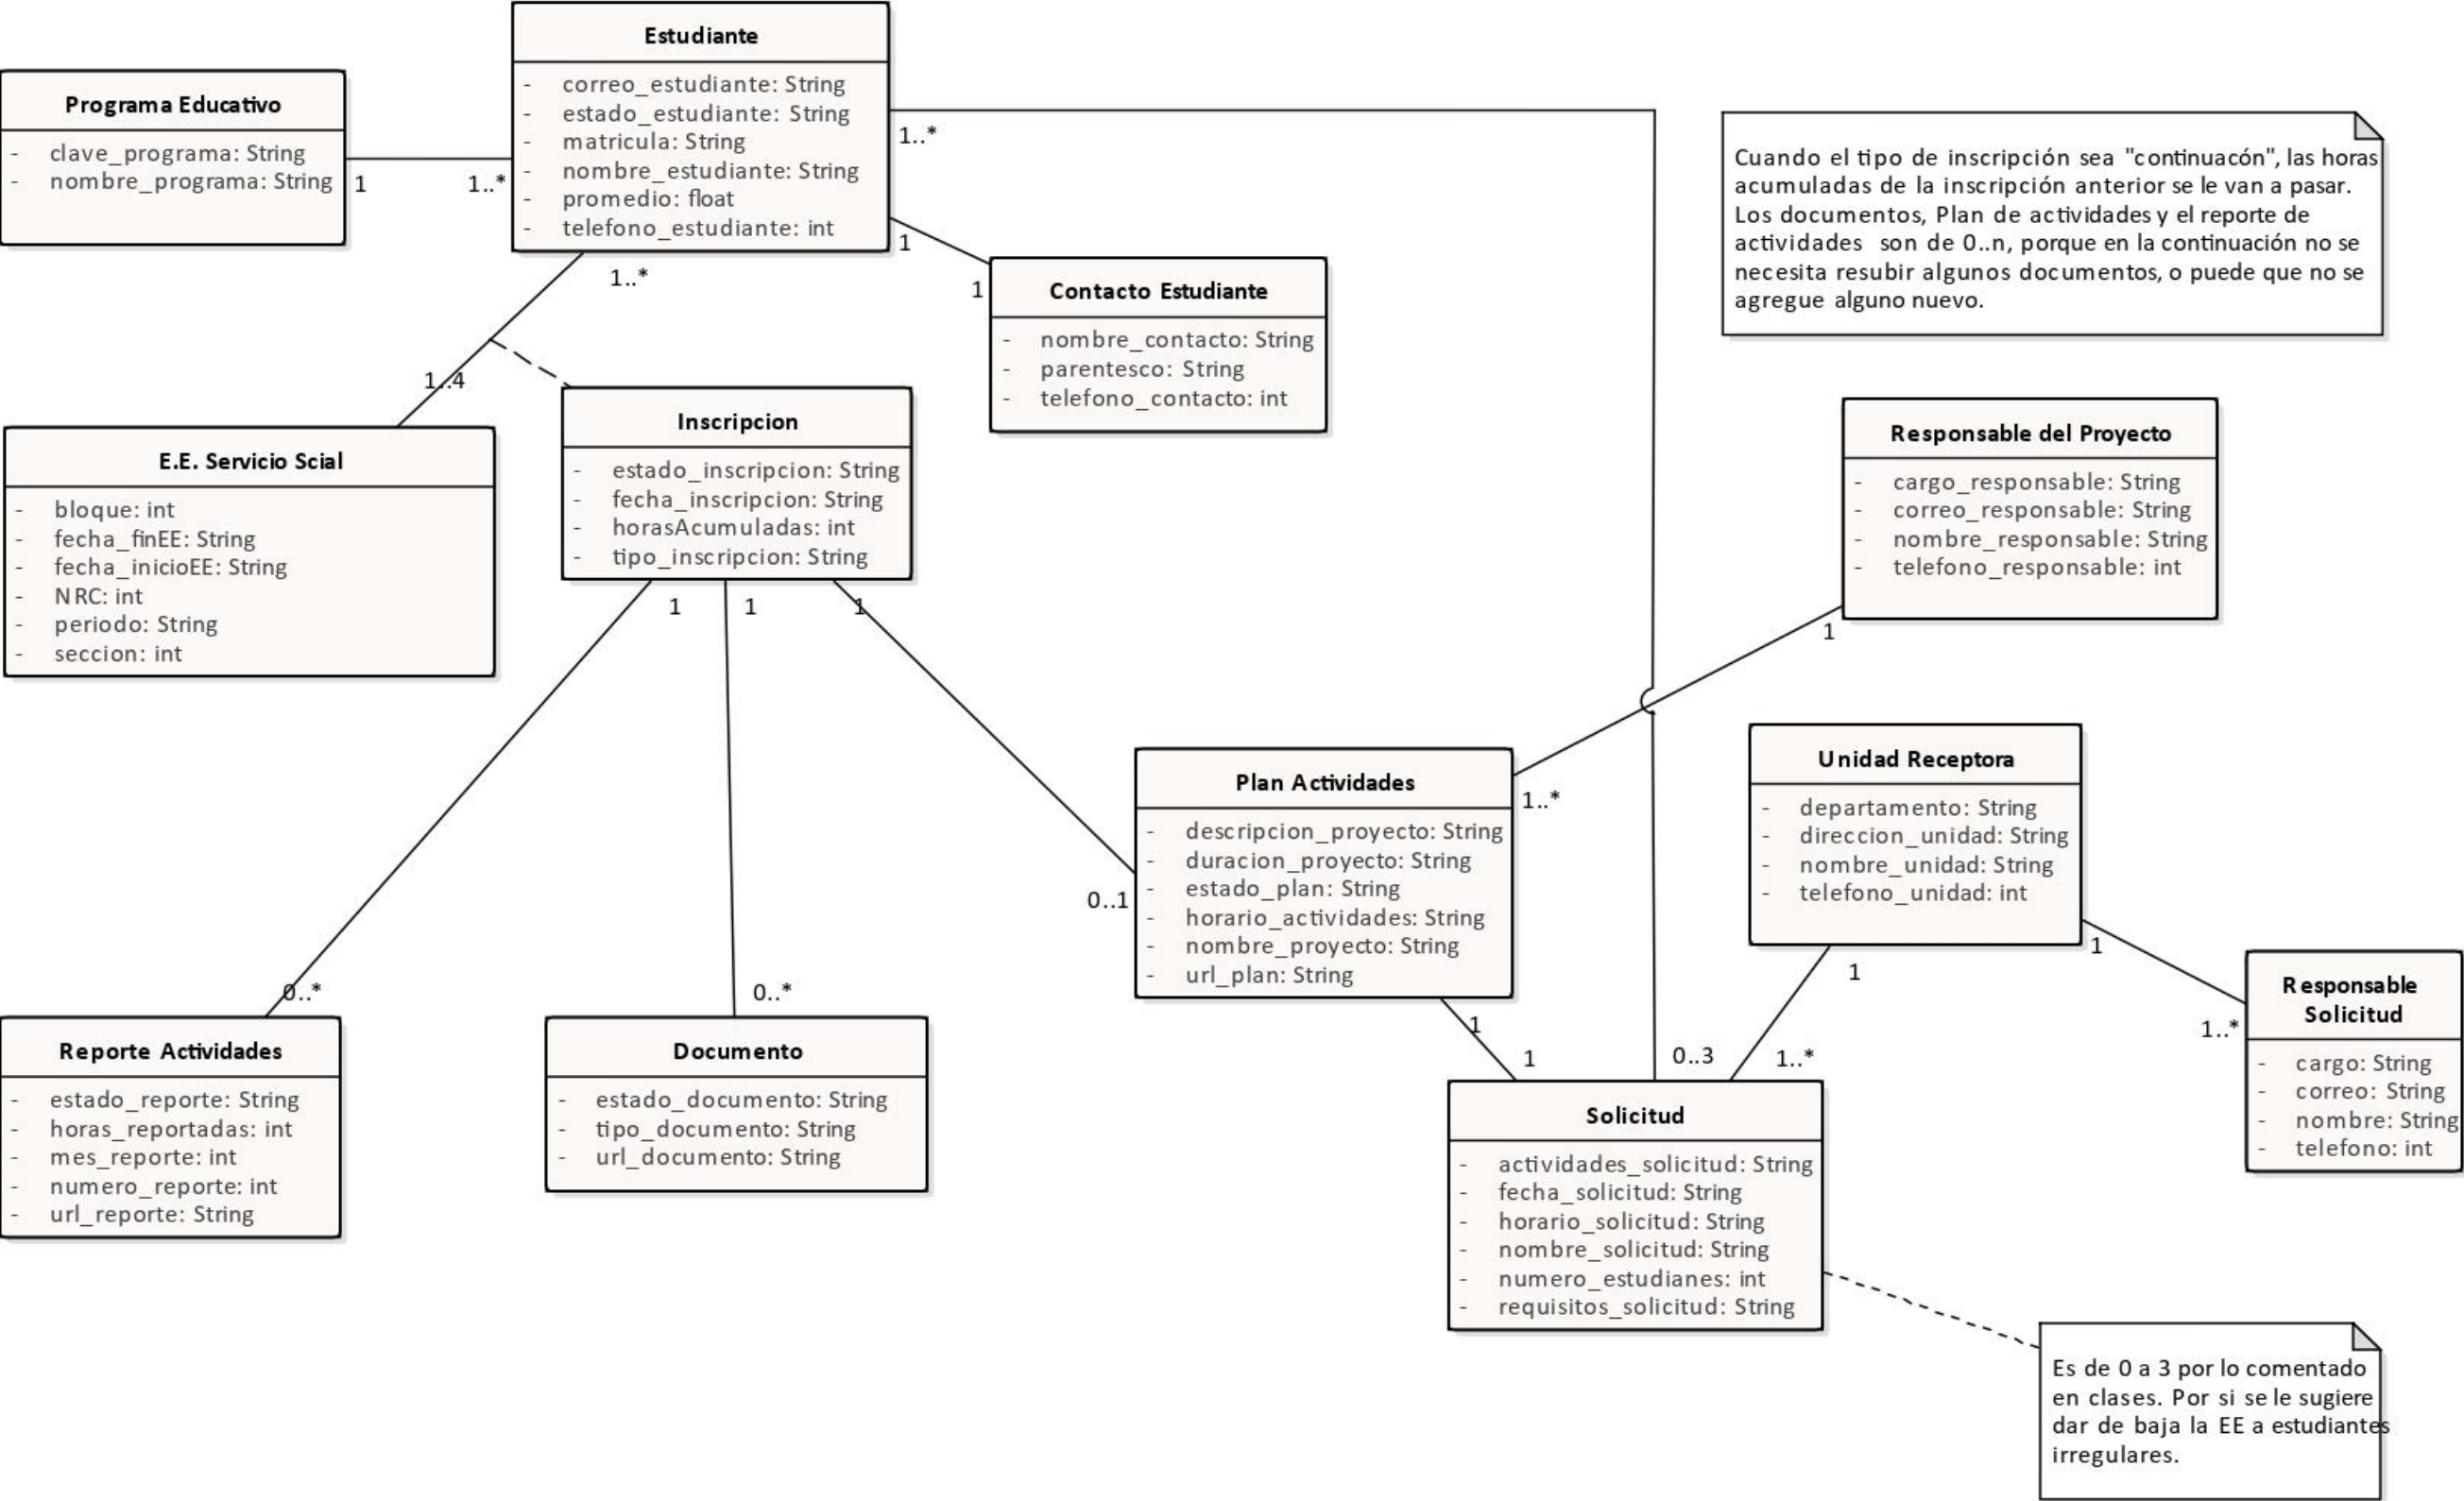 Estudiante
- correo_estudiante: String
- estado_estudiante: String
- matricula: String
- nombre_estudiante: String
- promedio: float
- telefono_estudiante: int
Programa Educativo
- clave_programa: String
- nombre_programa: String
1
1..*
1..*
1
1
1..*
1..4
Contacto Estudiante
- nombre_contacto: String
- parentesco: String
- telefono_contacto: int
Cuando el tipo de inscripción sea "continuacón", las horas
acumuladas de la inscripción anterior se le van a pasar.
Los documentos, Plan de actividades y el reporte de
actividades son de 0..n, porque en la continuación no se
necesita resubir algunos documentos, o puede que no se
agregue alguno nuevo.
E.E. Servicio Scial
- bloque: int
- fecha_finEE: String
- fecha_inicioEE: String
- NRC: int
- periodo: String
- seccion: int
Inscripcion
- estado_inscripcion: String
- fecha_inscripcion: String
- horasAcumuladas: int
- tipo_inscripcion: String
1
1
1
Responsable del Proyecto
- cargo_responsable: String
- correo_responsable: String
- nombre_responsable: String
- telefono_responsable: int
1
1..*
Plan Actividades
- descripcion_proyecto: String
- duracion_proyecto: String
- estado_plan: String
- horario_actividades: String
- nombre_proyecto: String
- url_plan: String
0..1
Unidad Receptora
- departamento: String
- direccion_unidad: String
- nombre_unidad: String
- telefono_unidad: int
1
1
1..*
Responsable
Solicitud
- cargo: String
- correo: String
- nombre: String
- telefono: int
0..*
0..*
1
1
0..3
1..*
Reporte Actividades
- estado_reporte: String
- horas_reportadas: int
- mes_reporte: int
- numero_reporte: int
- url_reporte: String
Documento
- estado_documento: String
- tipo_documento: String
- url_documento: String
Solicitud
- actividades_solicitud: String
- fecha_solicitud: String
- horario_solicitud: String
- nombre_solicitud: String
- numero_estudianes: int
- requisitos_solicitud: String
Es de 0 a 3 por lo comentado
en clases. Por si se le sugiere
dar de baja la EE a estudiantes
irregulares.